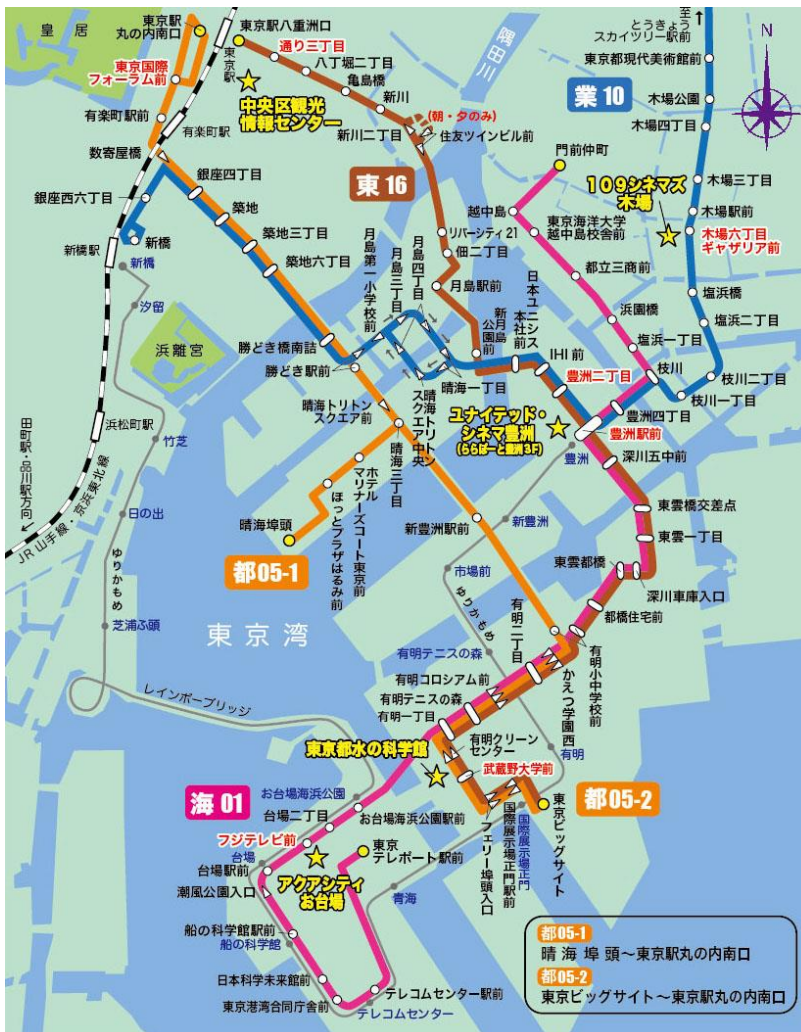 皇居
東京駅
丸の内南口
東京駅八重洲口
東京駅
通り三丁目
八丁堀二丁目
亀島橋
新川
新川二丁目
(朝・夕のみ)
住友ツインビル前
隅田川
至とうきょう
スカイツリー駅前
東京都現代美術館前
N
東京国際
フォーラム前
中央区観光
情報センター
業10
木場公園
木場四丁目
有楽町駅前
有楽町駅
数寄屋橋
門前仲町
109シネマズ
木場
木場三丁目
木場駅前
木場六丁目
ギャザリア前
銀座四丁目
東16
越中島
東京海洋大学
越中島校舎前
銀座西六丁目
築地
築地三丁目
築地六丁目
新橋
新橋駅
新橋
月島第一小学校前
月島三丁目
月島四丁目
リバーシティ21
佃二丁目
月島駅前
都立三商前
塩浜橋
汐留
浜離宮
新月島
公園前
日本ユニシス
本社前
浜園橋
塩浜二丁目
塩浜一丁目
勝どき橋南詰
勝どき駅前
IHI前
枝川
枝川二丁目
枝川一丁目
晴海一丁目
豊洲二丁目
豊洲四丁目
晴海トリトン
スクエア前
晴海トリトン
スクエア中央
ユナイテッド・
シネマ豊洲
(ららぽーと豊洲3F)
豊洲駅前
豊洲
浜松町駅
田町駅・品川駅方向
JR山手線・京浜東北線
竹芝
晴海三丁目
深川五中前
ホテル
マリナーズコート東京前
ほっとプラザはるみ前
晴海埠頭
都05-1
日の出
ゆりかもめ
新豊洲駅前
新豊洲
東雲橋交差点
東雲一丁目
市場前
東雲都橋
深川車庫入口
芝浦ふ頭
東京湾
ゆりかもめ
都橋住宅前
有明二丁目
有明テニスの森
有明小中学校前
かえつ学園西
レインボーブリッジ
有明コロシアム前
有明テニスの森
有明一丁目
有明クリーン
センター
有明
東京都水の科学館
武蔵野大学前
海01
お台場海浜公園
都05-2
台場二丁目
お台場海浜公園駅前
フジテレビ前
東京
テレポート駅前
フェリー埠頭入口
国際展示場正門駅前
国際展示場正門
東京ビッグサイト
台場
台場駅前
潮風公園入口
アクアシティ
お台場
青海
船の科学館駅前
船の科学館
日本科学未来館前
東京港湾合同庁舎前
テレコムセンター駅前
テレコムセンター
都05-1
晴海埠頭～東京駅丸の内南口
都05-2
東京ビッグサイト～東京駅丸の内南口